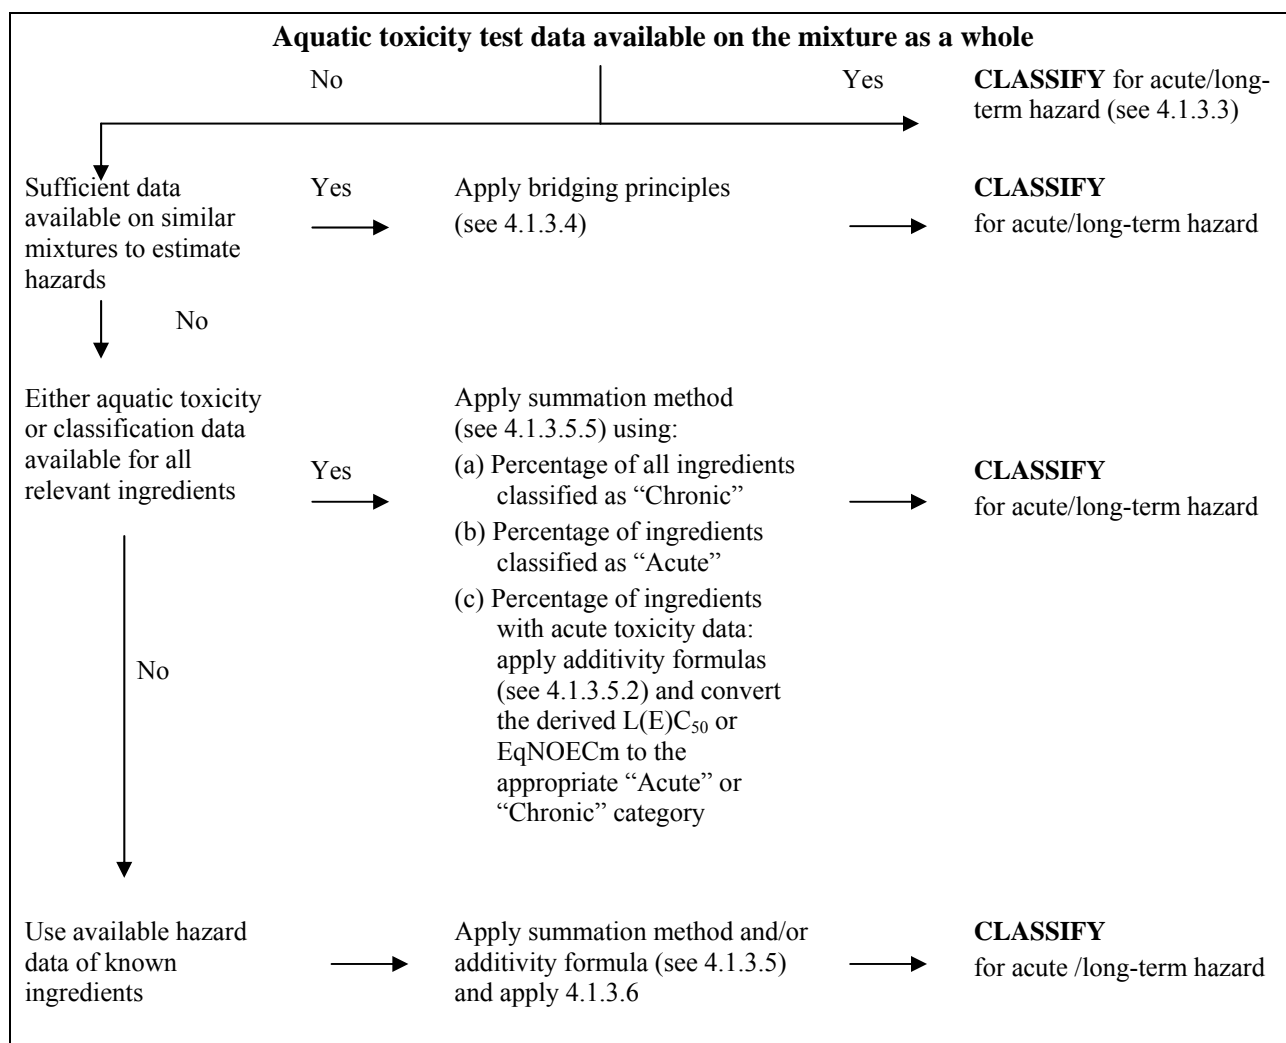 Aquatic toxicity test data available on the mixture as a whole
No
Yes
CLASSIFY for acute/long-
term hazard (see 4.1.3.3)
Sufficient data
available on similar
mixtures to estimate
hazards
Yes
Apply bridging principles
(see 4.1.3.4)
CLASSIFY
for acute/long-term hazard
No
Either aquatic toxicity
or classification data
available for all
relevant ingredients
Yes
Apply summation method
(see 4.1.3.5.5) using:
(a) Percentage of all ingredients
classified as “Chronic”
(b) Percentage of ingredients
classified as “Acute”
(c) Percentage of ingredients
with acute toxicity data:
apply additivity formulas
(see 4.1.3.5.2) and convert
the derived L(E)C₅₀ or
EqNOECm to the
appropriate “Acute” or
“Chronic” category
CLASSIFY
for acute/long-term hazard
No
Use available hazard
data of known
ingredients
Apply summation method and/or
additivity formula (see 4.1.3.5)
and apply 4.1.3.6
CLASSIFY
for acute /long-term hazard